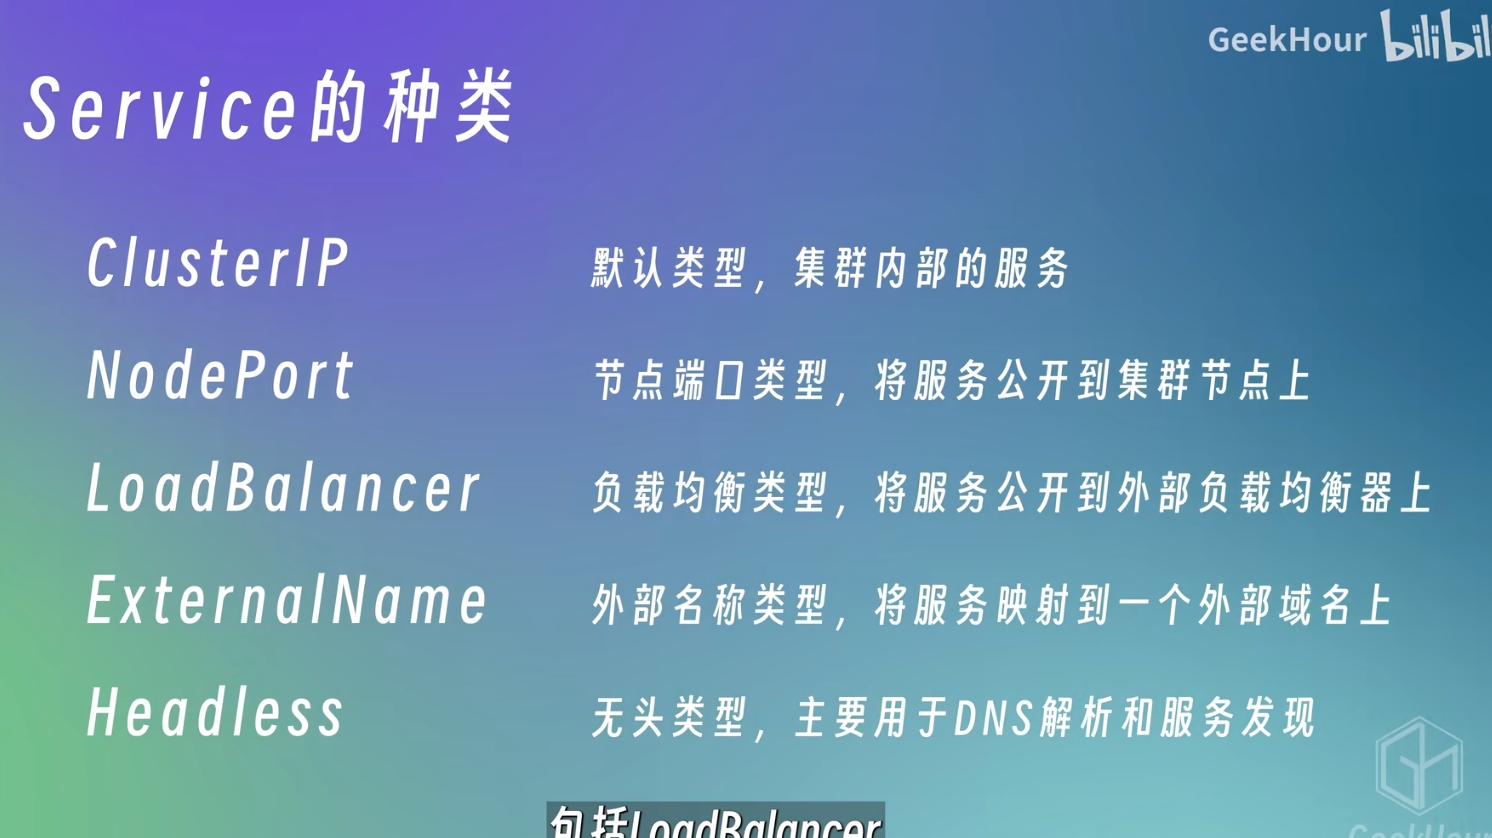 GeekHour bilibili
Service的种类
ClusterIP 默认类型，集群内部的服务
NodePort 节点端口类型，将服务公开到集群节点上
LoadBalancer 负载均衡类型，将服务公开到外部负载均衡器上
ExternalName 外部名称类型，将服务映射到一个外部域名上
Headless 无头类型，主要用于DNS解析和服务发现
包括LoadBalancer
GeekHour